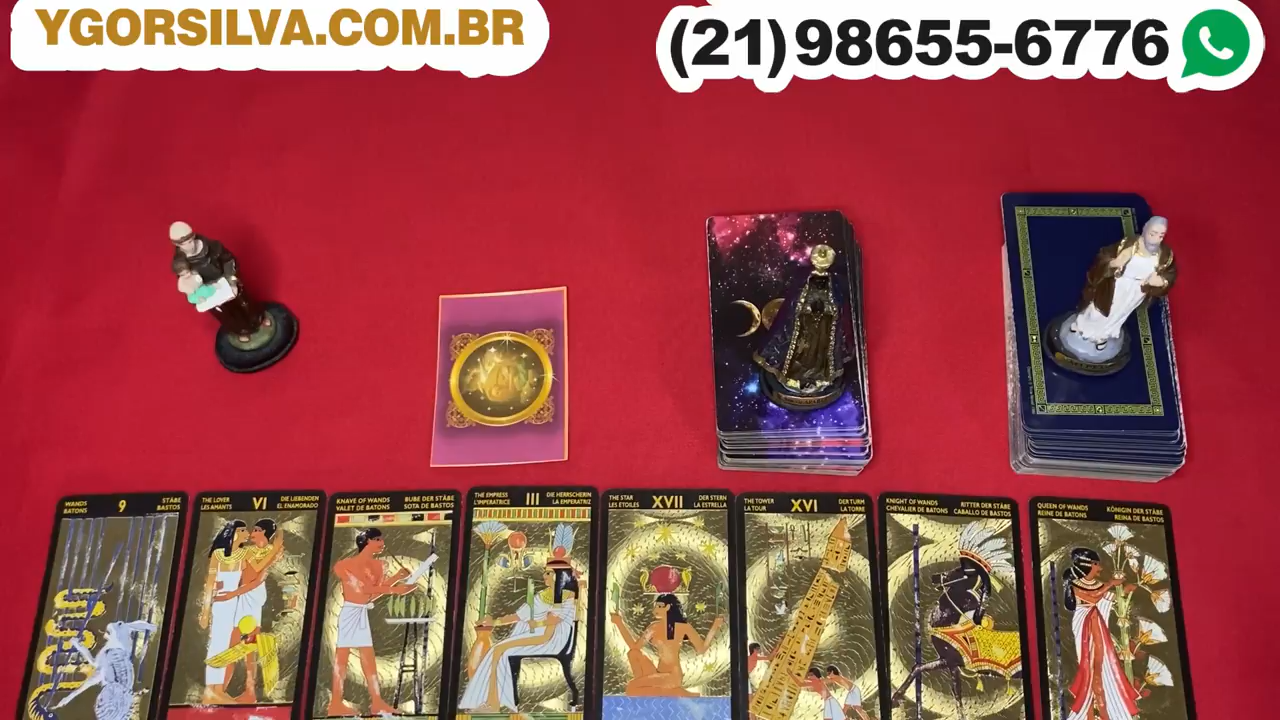 YGORSILVA.COM.BR
(21)98655-6776
WANDS
BATONS
9
STÄBE
BASTOS
THE LOVER
LES AMANTS
VI
DIE LIEBENDEN
EL ENAMORADO
KNAVE OF WANDS
VALET DE BATONS
BUBE DER STÄBE
SOTA DE BASTOS
THE EMPRESS
L'IMPERATRICE
III
DIE HERRSCHERIN
LA EMPERATRIZ
THE STAR
LES ETOILES
XVII
DER STERN
LA ESTRELLA
THE TOWER
LA TOUR
XVI
DER TURM
LA TORRE
KNIGHT OF WANDS
CHEVALIER DE BATONS
RITTER DER STÄBE
CABALLO DE BASTOS
QUEEN OF WANDS
REINE DE BATONS
KÖNIGIN DER STÄBE
REINA DE BASTOS